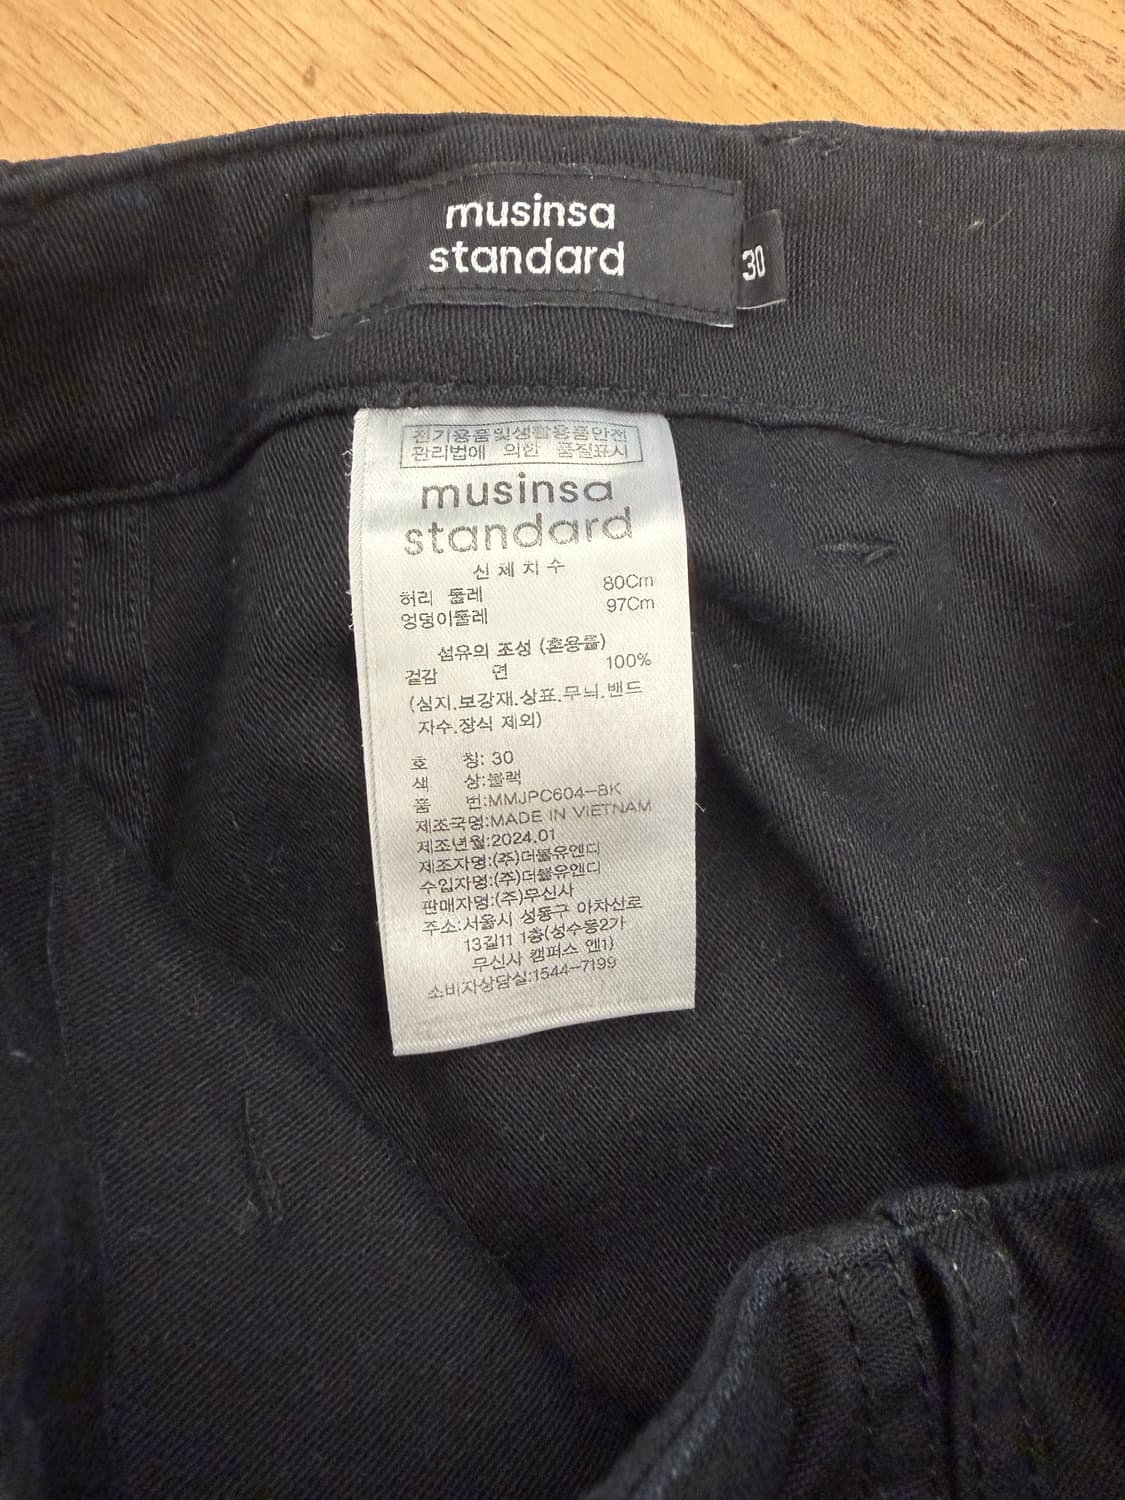 musinsa
standard
30
전기용품및생활용품안전
관리법에 의한 품질표시
musinsa
standard
신체치수
허리 둘레 80Cm
엉덩이둘레 97Cm
섬유의 조성 (혼용률)
겉감 면 100%
(심지.보강재.상표.무늬.밴드
자수.장식 제외)
호 칭: 30
색 상:블랙
품 번:MMJPC604-BK
제조국명:MADE IN VIETNAM
제조년월:2024.01
제조자명:(주)더블유엔디
수입자명:(주)더블유엔디
판매자명:(주)무신사
주소:서울시 성동구 아차산로
13길11 1층(성수동2가
무신사 캠퍼스 엔1)
소비자상담실:1544-7199